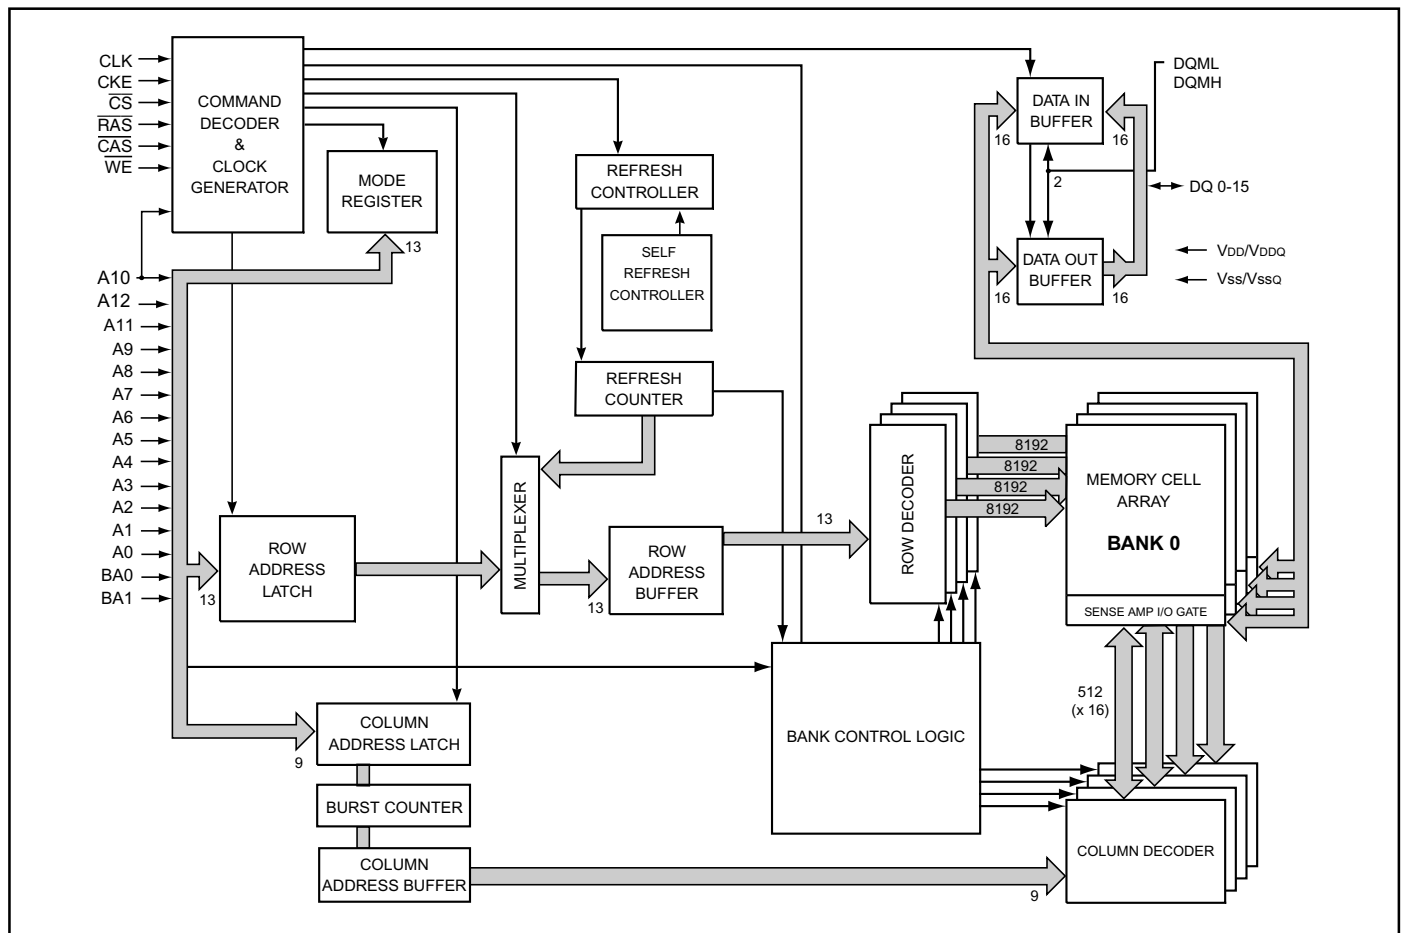 CLK
CKE
CS
RAS
CAS
WE
COMMAND
DECODER
&
CLOCK
GENERATOR
MODE
REGISTER
13
REFRESH
CONTROLLER
SELF
REFRESH
CONTROLLER
REFRESH
COUNTER
DATA IN
BUFFER
16
16
2
DQML
DQMH
DQ 0-15
DATA OUT
BUFFER
16
16
VDD/VDDQ
Vss/VssQ
A10
A12
A11
A9
A8
A7
A6
A5
A4
A3
A2
A1
A0
BA0
BA1
13
ROW
ADDRESS
LATCH
MULTIPLEXER
13
ROW
ADDRESS
BUFFER
13
ROW DECODER
8192
8192
8192
8192
MEMORY CELL
ARRAY
BANK 0
SENSE AMP I/O GATE
512
(x 16)
BANK CONTROL LOGIC
9
COLUMN
ADDRESS LATCH
BURST COUNTER
COLUMN
ADDRESS BUFFER
9
COLUMN DECODER